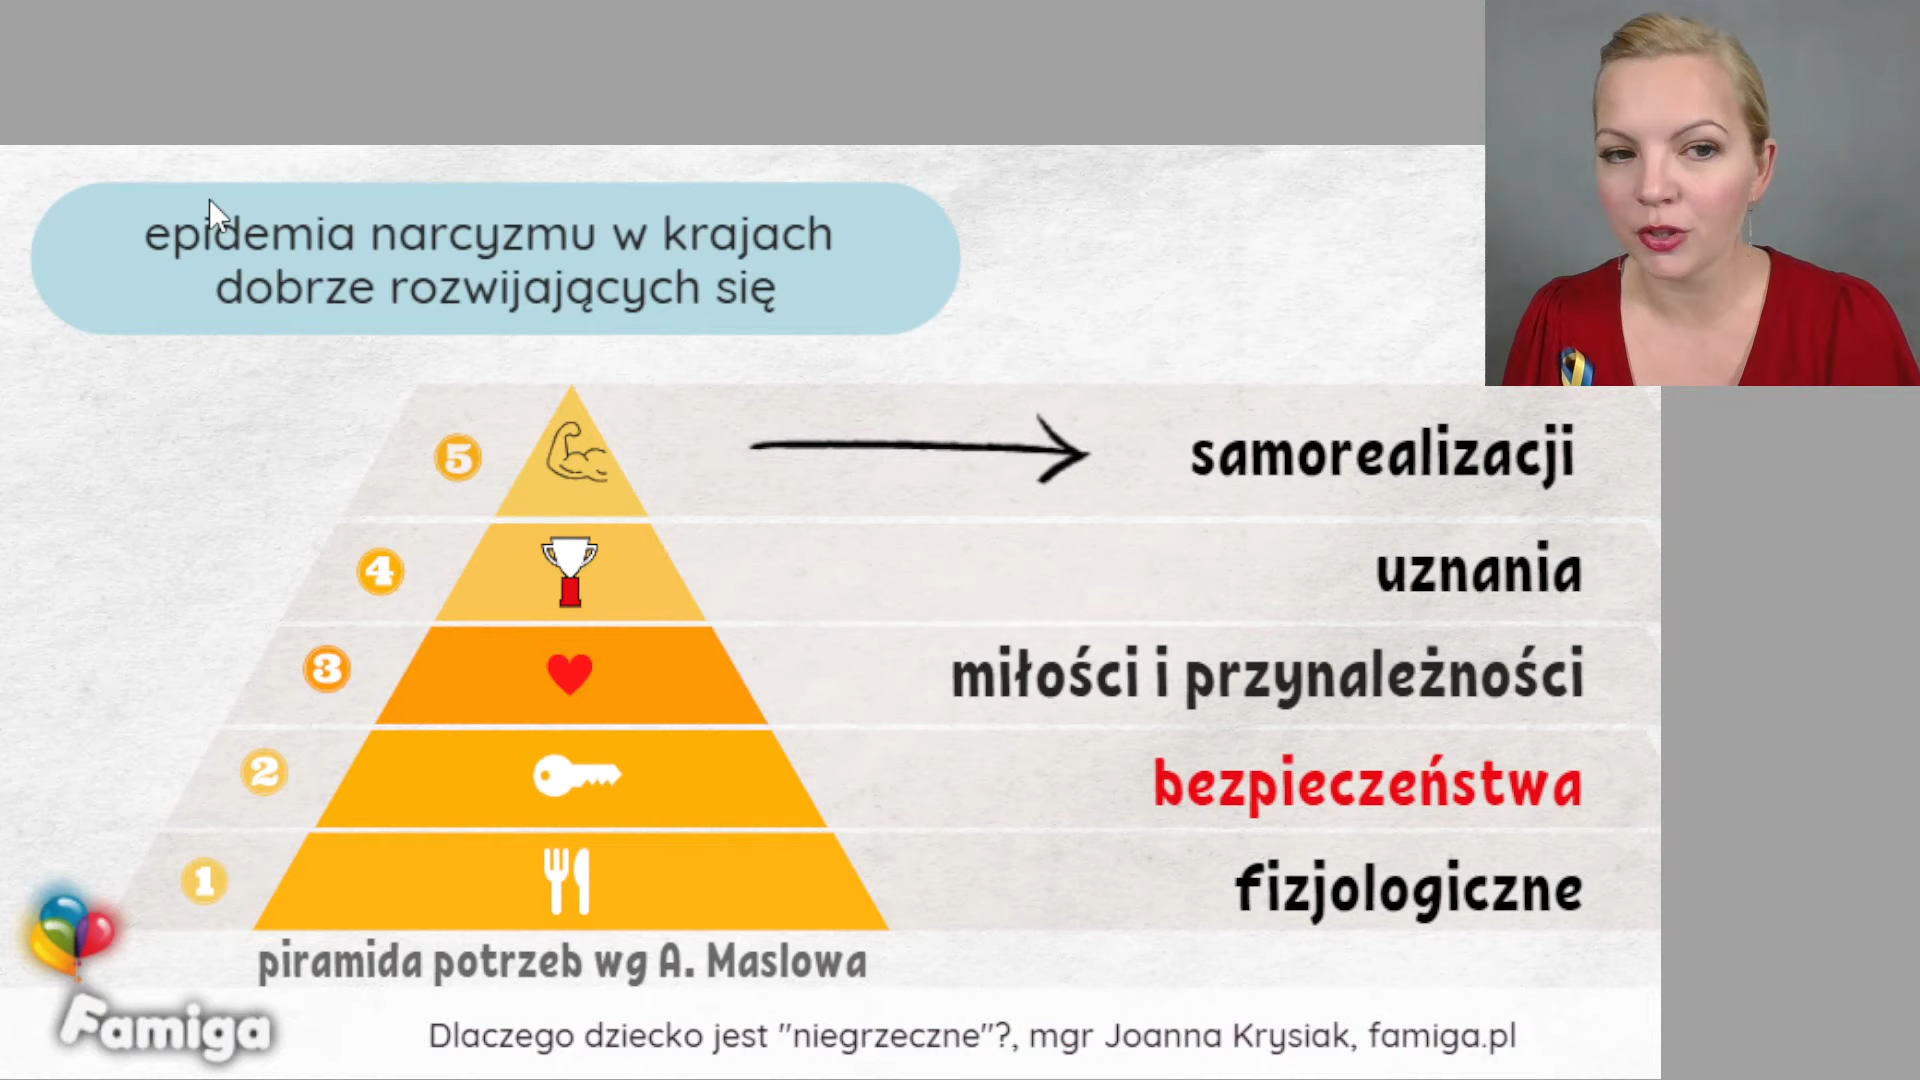 epidemia narcyzmu w krajach
dobrze rozwijających się
5
samorealizacji
4
uznania
3
miłości i przynależności
2
bezpieczeństwa
1
fizjologiczne
piramida potrzeb wg A. Maslowa
Famiga
Dlaczego dziecko jest "niegrzeczne"?, mgr Joanna Krysiak, famiga.pl